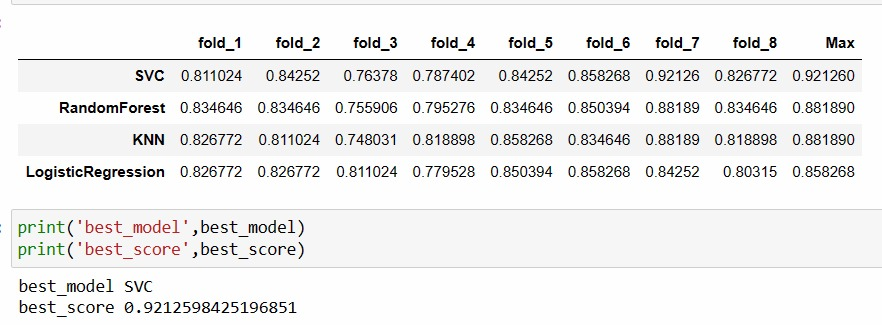 fold_1 fold_2 fold_3 fold_4 fold_5 fold_6 fold_7 fold_8 Max
SVC 0.811024 0.84252 0.76378 0.787402 0.84252 0.858268 0.92126 0.826772 0.921260
RandomForest 0.834646 0.834646 0.755906 0.795276 0.834646 0.850394 0.88189 0.834646 0.881890
KNN 0.826772 0.811024 0.748031 0.818898 0.858268 0.834646 0.88189 0.818898 0.881890
LogisticRegression 0.826772 0.826772 0.811024 0.779528 0.850394 0.858268 0.84252 0.80315 0.858268
print('best_model',best_model)
print('best_score',best_score)
best_model SVC
best_score 0.9212598425196851